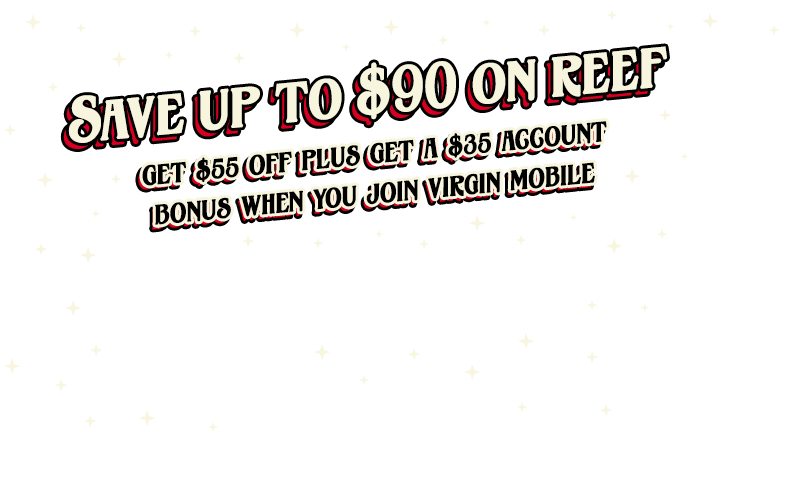 SAVE UP TO $90 ON REEF
GET $55 OFF PLUS GET A $35 ACCOUNT
BONUS WHEN YOU JOIN VIRGIN MOBILE